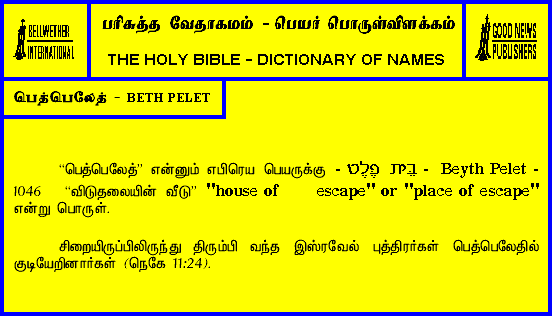 BELLWETHER
INTERNATIONAL
பரிசுத்த வேதாகமம் - பெயர் பொருள்விளக்கம்
THE HOLY BIBLE - DICTIONARY OF NAMES
GOOD NEWS
PUBLISHERS
பெத்பெலேத் - BETH PELET
“பெத்பெலேத்” என்னும் எபிரெய பெயருக்கு - בֵּית פֶּלֶט - Beyth Pelet -
1046 “விடுதலையின் வீடு” "house of escape" or "place of escape"
என்று பொருள்.
சிறையிருப்பிலிருந்து திரும்பி வந்த இஸ்ரவேல் புத்திரர்கள் பெத்பெலேதில்
குடியேறினார்கள் (நெகே 11:24).